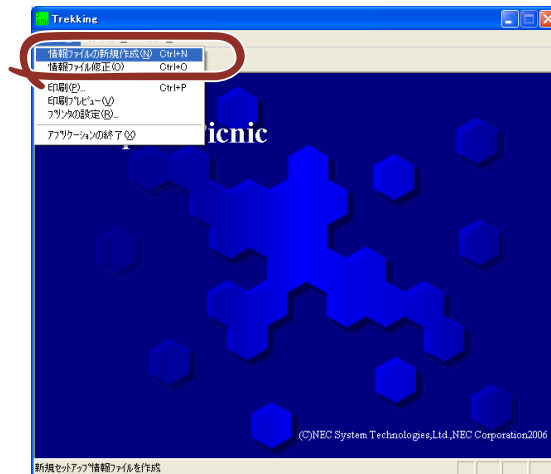 Trekking
情報ファイルの新規作成(N) Ctrl+N
情報ファイル修正(O) Ctrl+O
印刷(P)... Ctrl+P
印刷プレビュー(V)
プリンタの設定(R)...
アプリケーションの終了(X)
icnic
(C)NEC System Technologies,Ltd.,NEC Corporation2006
新規セットアップ情報ファイルを作成